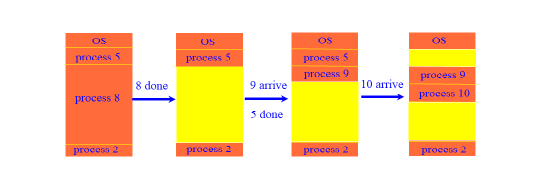 OS
process 5
process 8
process 2
8 done
OS
process 5
process 2
9 arrive
5 done
OS
process 5
process 9
process 2
10 arrive
OS
process 9
process 10
process 2